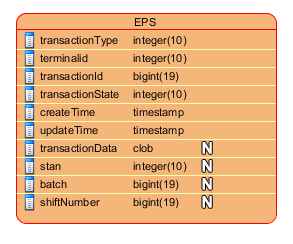 EPS
transactionType integer(10)
terminalid integer(10)
transactionId bigint(19)
transactionState integer(10)
createTime timestamp
updateTime timestamp
transactionData clob N
stan integer(10) N
batch bigint(19) N
shiftNumber bigint(19) N